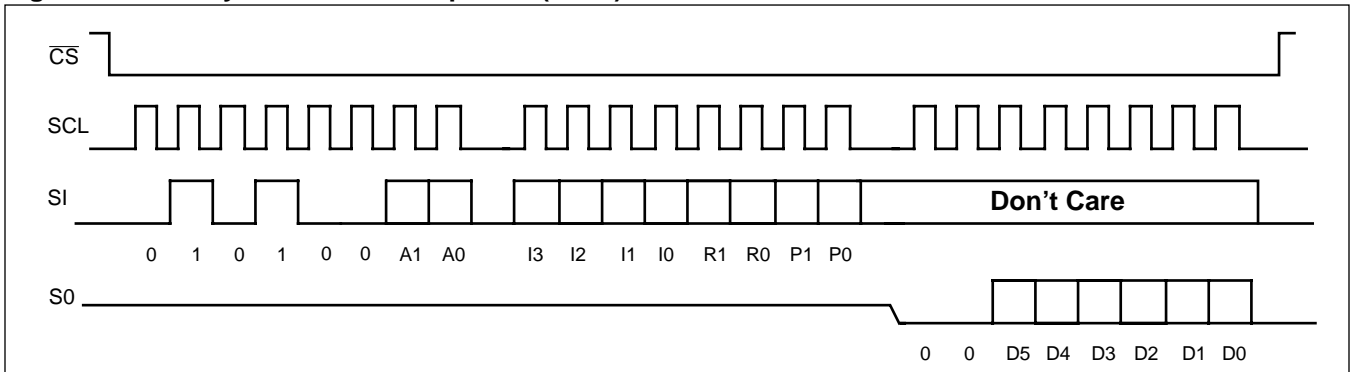 CS
SCL
SI
Don't Care
0 1 0 1 0 0 A1 A0 I3 I2 I1 I0 R1 R0 P1 P0
S0
0 0 D5 D4 D3 D2 D1 D0